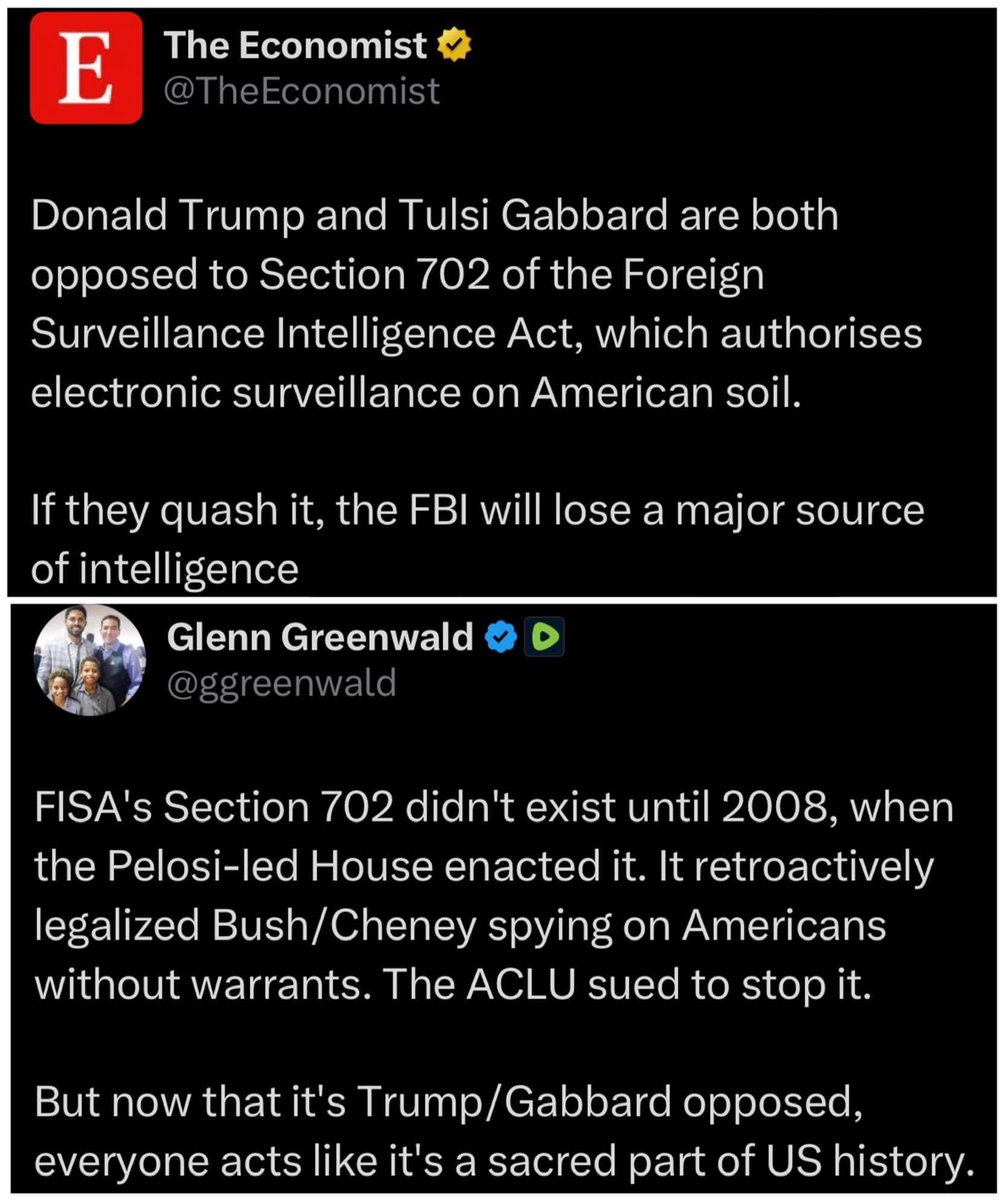 E
The Economist
@TheEconomist
Donald Trump and Tulsi Gabbard are both
opposed to Section 702 of the Foreign
Surveillance Intelligence Act, which authorises
electronic surveillance on American soil.
If they quash it, the FBI will lose a major source
of intelligence
Glenn Greenwald
@ggreenwald
FISA's Section 702 didn't exist until 2008, when
the Pelosi-led House enacted it. It retroactively
legalized Bush/Cheney spying on Americans
without warrants. The ACLU sued to stop it.
But now that it's Trump/Gabbard opposed,
everyone acts like it's a sacred part of US history.